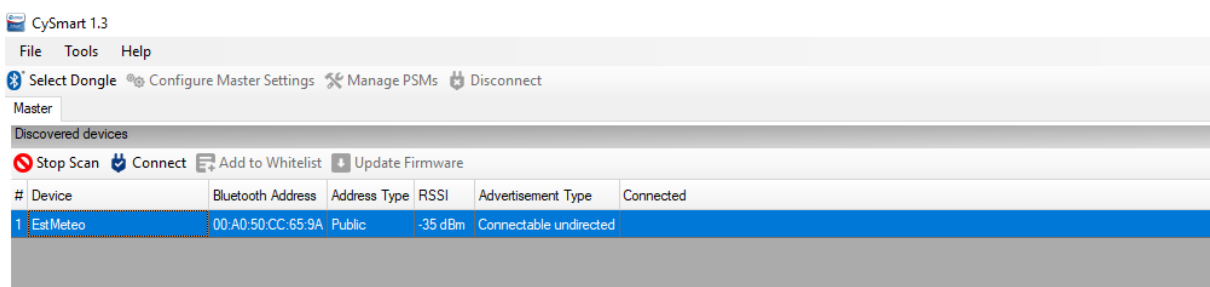 CySmart 1.3
File Tools Help
Select Dongle Configure Master Settings Manage PSMs Disconnect
Master
Discovered devices
Stop Scan Connect Add to Whitelist Update Firmware
# Device Bluetooth Address Address Type RSSI Advertisement Type Connected
1 EstMeteo 00:A0:50:CC:65:9A Public -35 dBm Connectable undirected